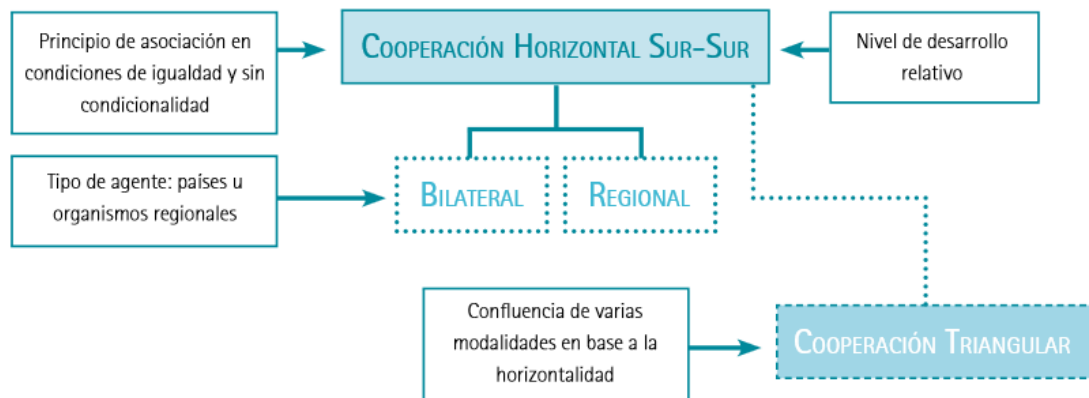 Principio de asociación en
condiciones de igualdad y sin
condicionalidad
COOPERACIÓN HORIZONTAL SUR-SUR
Nivel de desarrollo
relativo
Tipo de agente: países u
organismos regionales
BILATERAL
REGIONAL
Confluencia de varias
modalidades en base a la
horizontalidad
COOPERACIÓN TRIANGULAR